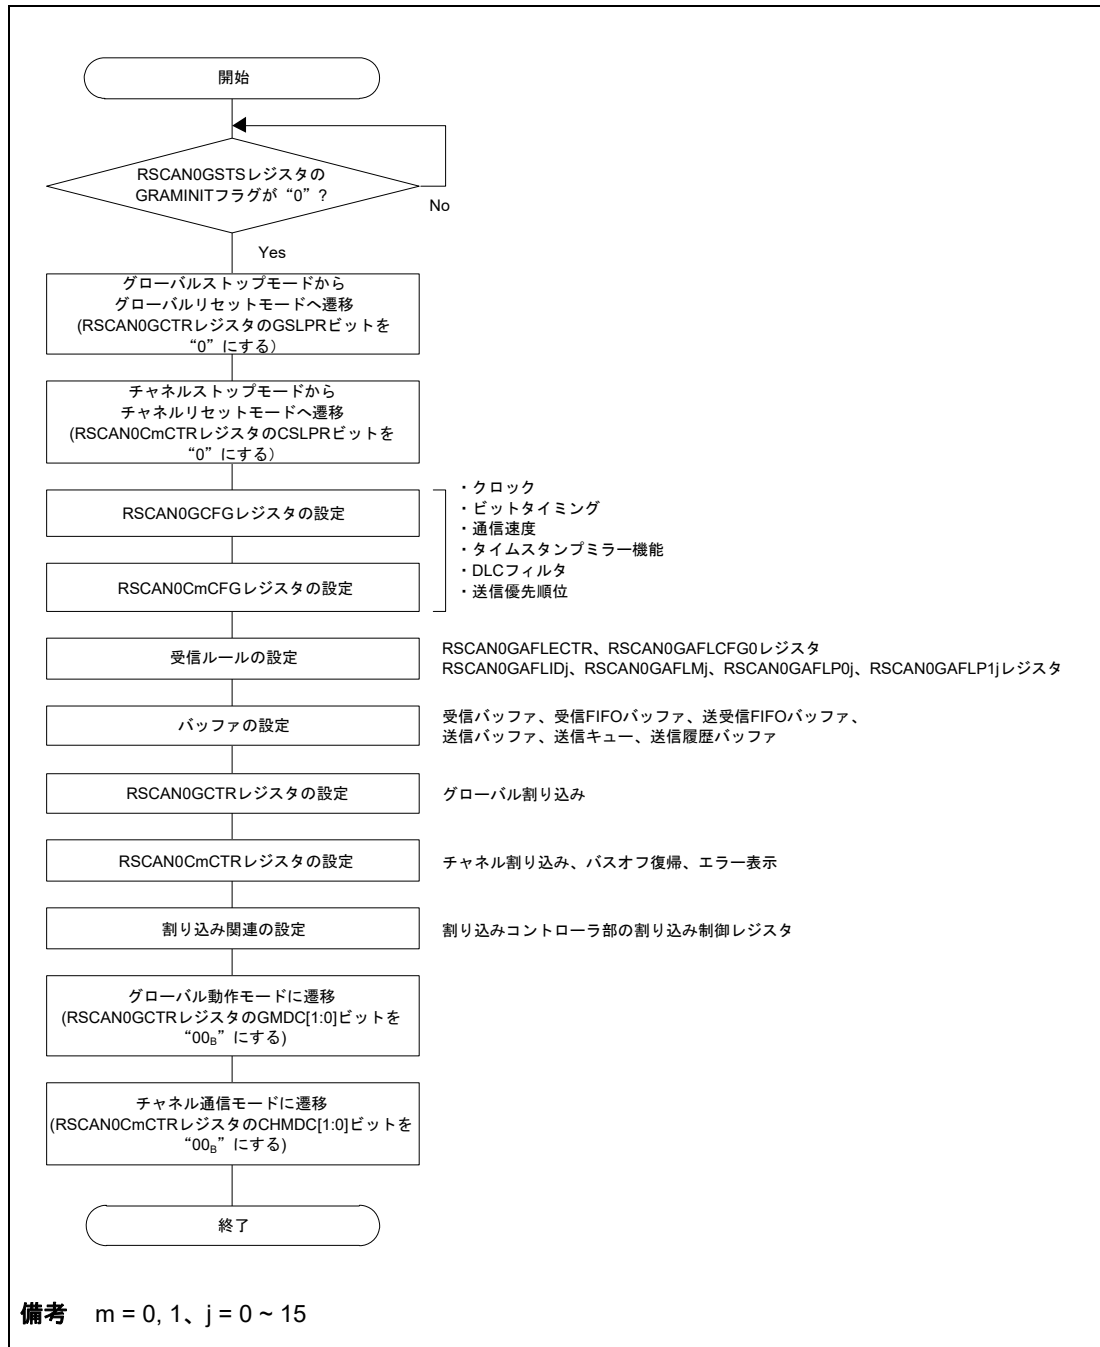 開始
RSCAN0GSTSレジスタの
GRAMINITフラグが“0”?
No
Yes
グローバルストップモードから
グローバルリセットモードへ遷移
(RSCAN0GCTRレジスタのGSLPRビットを
“0”にする)
チャネルストップモードから
チャネルリセットモードへ遷移
(RSCAN0CmCTRレジスタのCSLPRビットを
“0”にする)
RSCAN0GCFGレジスタの設定
RSCAN0CmCFGレジスタの設定
・クロック
・ビットタイミング
・通信速度
・タイムスタンプミラー機能
・DLCフィルタ
・送信優先順位
受信ルールの設定
RSCAN0GAFLECTR、RSCAN0GAFLCFG0レジスタ
RSCAN0GAFLIDj、RSCAN0GAFLMj、RSCAN0GAFLP0j、RSCAN0GAFLP1jレジスタ
バッファの設定
受信バッファ、受信FIFOバッファ、送受信FIFOバッファ、
送信バッファ、送信キュー、送信履歴バッファ
RSCAN0GCTRレジスタの設定
グローバル割り込み
RSCAN0CmCTRレジスタの設定
チャネル割り込み、バスオフ復帰、エラー表示
割り込み関連の設定
割り込みコントローラ部の割り込み制御レジスタ
グローバル動作モードに遷移
(RSCAN0GCTRレジスタのGMDC[1:0]ビットを
“00B”にする)
チャネル通信モードに遷移
(RSCAN0CmCTRレジスタのCHMDC[1:0]ビットを
“00B”にする)
終了
備考 m = 0, 1、j = 0 ~ 15